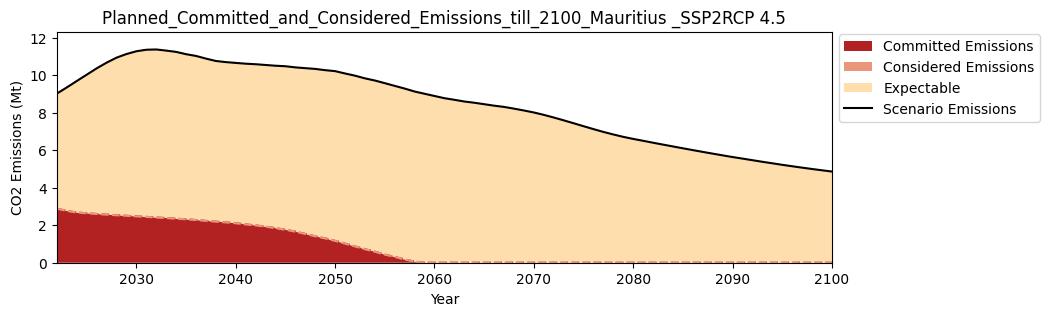 Planned_Committed_and_Considered_Emissions_till_2100_Mauritius _SSP2RCP 4.5
12
10
8
6
4
2
0
CO2 Emissions (Mt)
2030 2040 2050 2060 2070 2080 2090 2100
Year
Committed Emissions
Considered Emissions
Expectable
Scenario Emissions